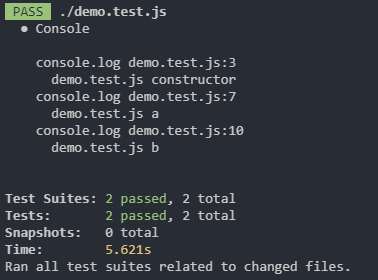 PASS ./demo.test.js
● Console
console.log demo.test.js:3
demo.test.js constructor
console.log demo.test.js:7
demo.test.js a
console.log demo.test.js:10
demo.test.js b
Test Suites: 2 passed, 2 total
Tests: 2 passed, 2 total
Snapshots: 0 total
Time: 5.621s
Ran all test suites related to changed files.